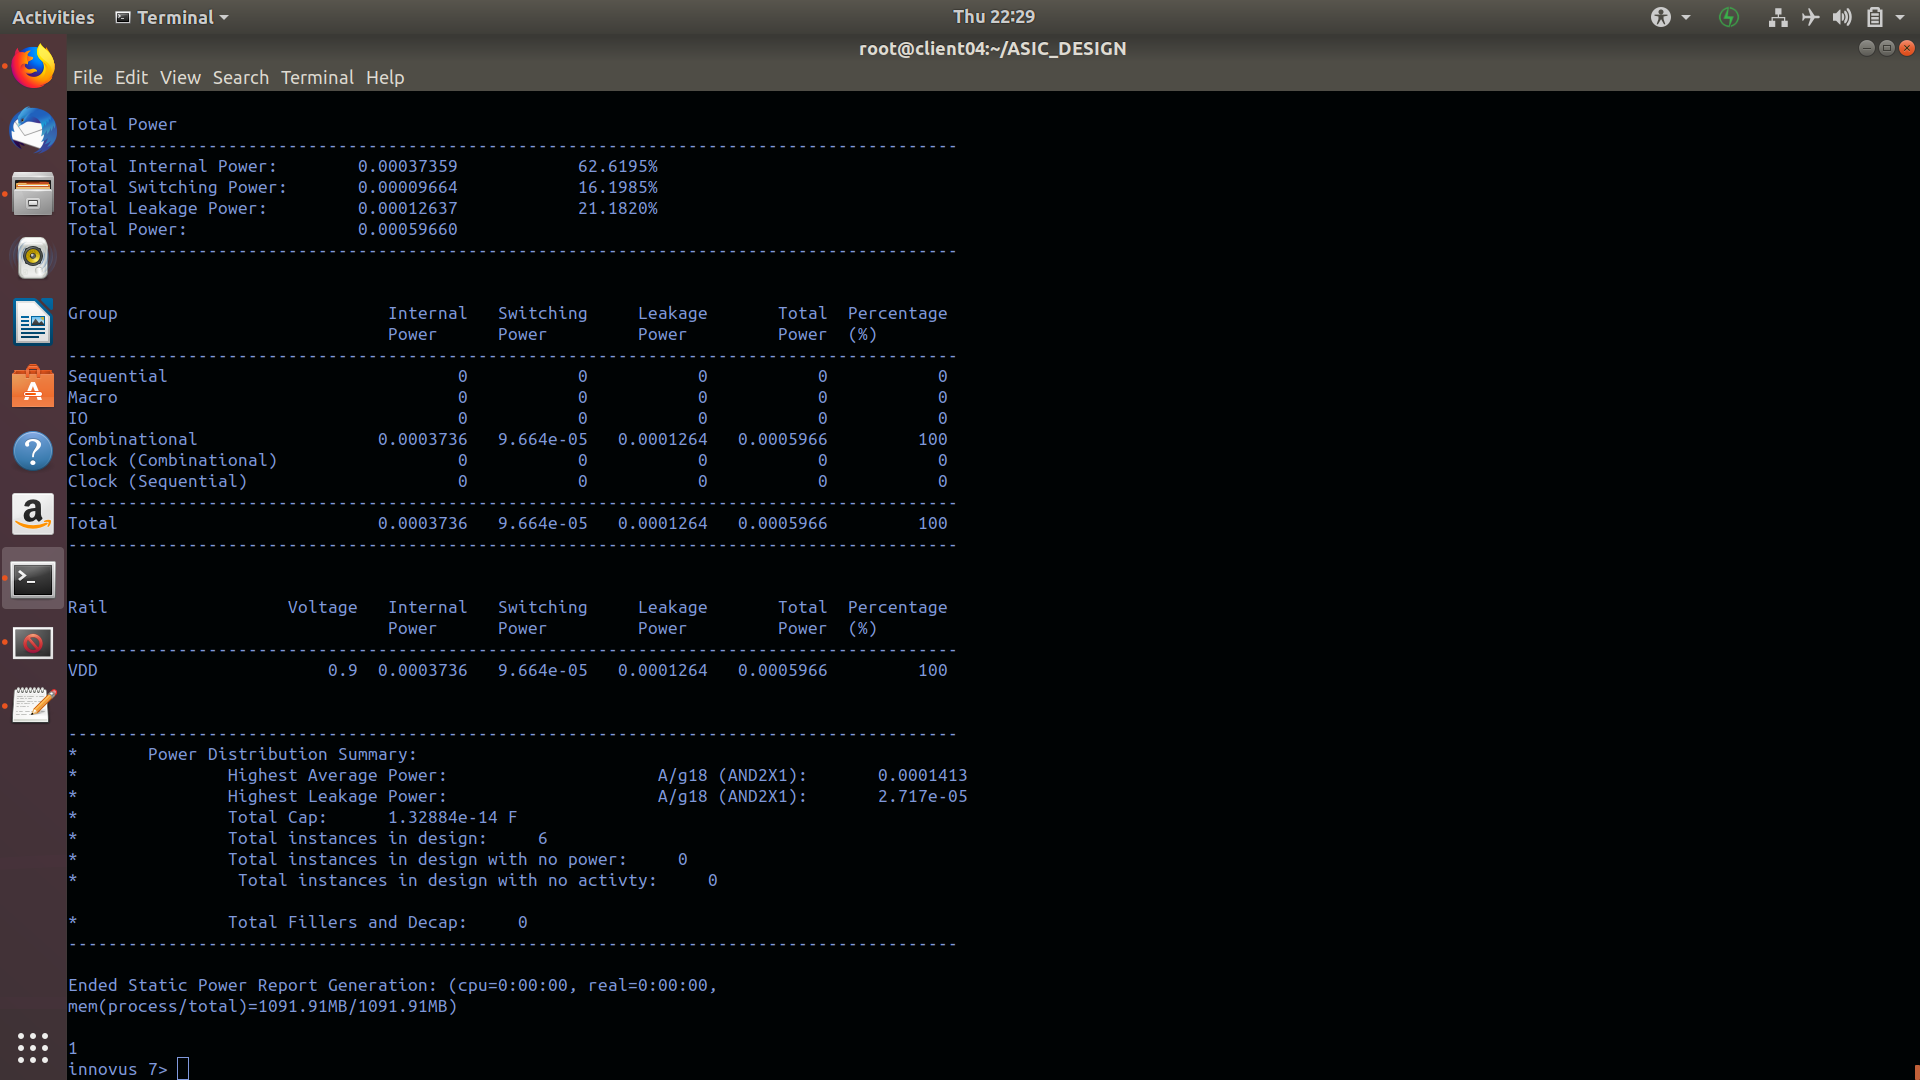 Activities Terminal Thu 22:29
root@client04:~/ASIC_DESIGN
File Edit View Search Terminal Help
Total Power
-----------------------------------------------------------------------------------------
Total Internal Power: 0.00037359 62.6195%
Total Switching Power: 0.00009664 16.1985%
Total Leakage Power: 0.00012637 21.1820%
Total Power: 0.00059660
-----------------------------------------------------------------------------------------
Group Internal Switching Leakage Total Percentage
Power Power Power Power (%)
-----------------------------------------------------------------------------------------
Sequential 0 0 0 0 0
Macro 0 0 0 0 0
IO 0 0 0 0 0
Combinational 0.0003736 9.664e-05 0.0001264 0.0005966 100
Clock (Combinational) 0 0 0 0 0
Clock (Sequential) 0 0 0 0 0
-----------------------------------------------------------------------------------------
Total 0.0003736 9.664e-05 0.0001264 0.0005966 100
-----------------------------------------------------------------------------------------
Rail Voltage Internal Switching Leakage Total Percentage
Power Power Power Power (%)
-----------------------------------------------------------------------------------------
VDD 0.9 0.0003736 9.664e-05 0.0001264 0.0005966 100
-----------------------------------------------------------------------------------------
* Power Distribution Summary:
* Highest Average Power: A/g18 (AND2X1): 0.0001413
* Highest Leakage Power: A/g18 (AND2X1): 2.717e-05
* Total Cap: 1.32884e-14 F
* Total instances in design: 6
* Total instances in design with no power: 0
* Total instances in design with no activty: 0
* Total Fillers and Decap: 0
-----------------------------------------------------------------------------------------
Ended Static Power Report Generation: (cpu=0:00:00, real=0:00:00,
mem(process/total)=1091.91MB/1091.91MB)
1
innovus 7>